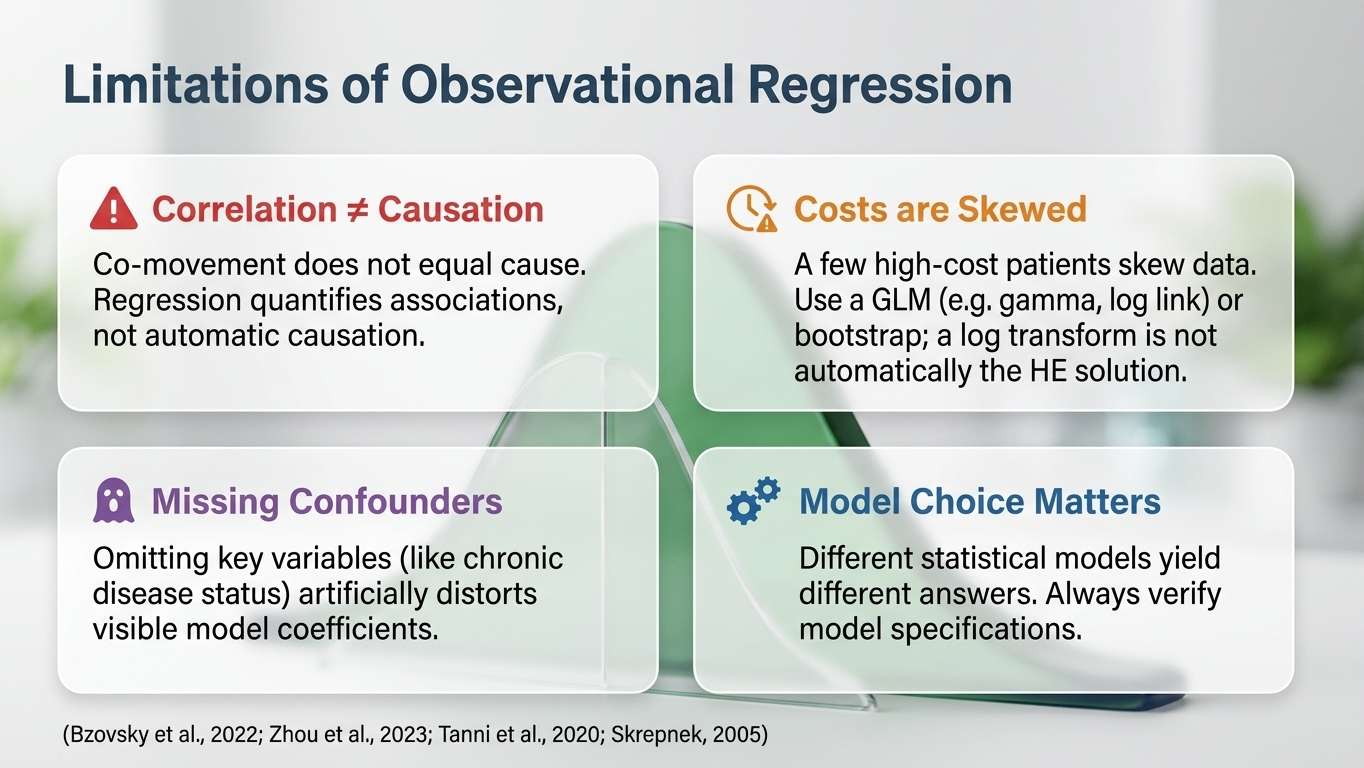 Limitations of Observational Regression
Correlation ≠ Causation
Co-movement does not equal cause.
Regression quantifies associations,
not automatic causation.
Costs are Skewed
A few high-cost patients skew data.
Use a GLM (e.g. gamma, log link) or
bootstrap; a log transform is not
automatically the HE solution.
Missing Confounders
Omitting key variables (like chronic
disease status) artificially distorts
visible model coefficients.
Model Choice Matters
Different statistical models yield
different answers. Always verify
model specifications.
(Bzovsky et al., 2022; Zhou et al., 2023; Tanni et al., 2020; Skrepnek, 2005)